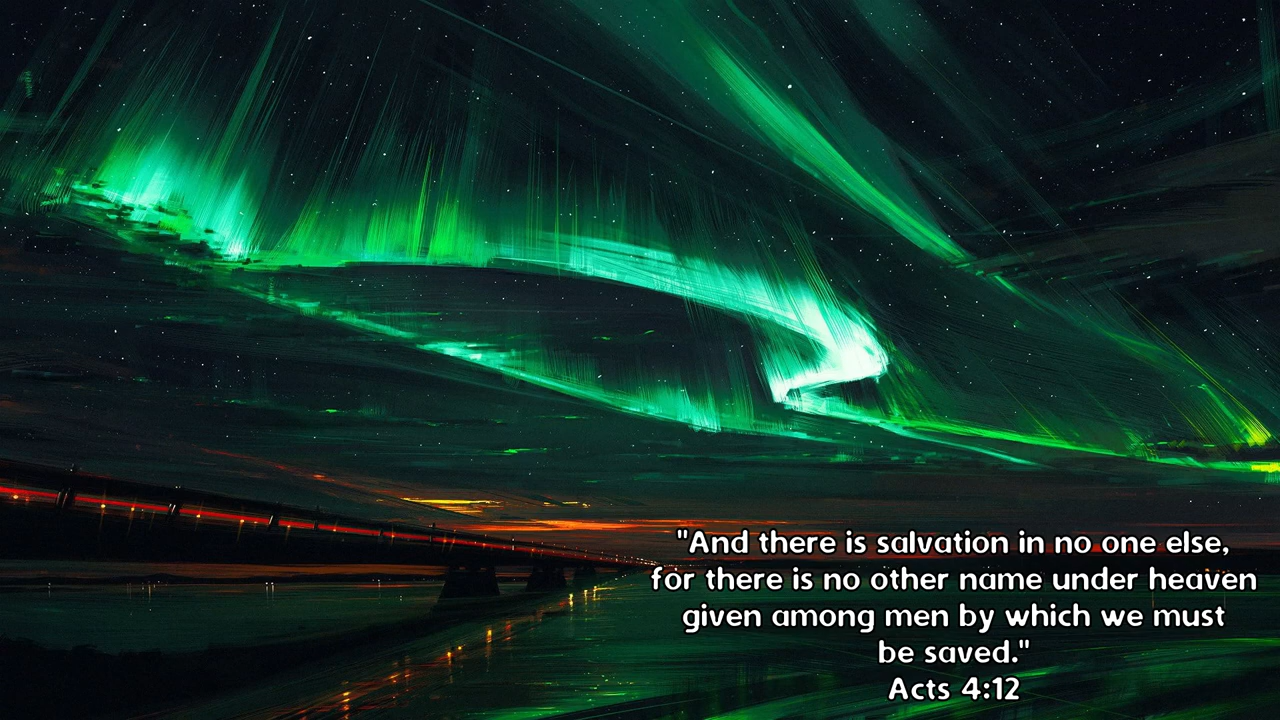 "And there is salvation in no one else,
for there is no other name under heaven
given among men by which we must
be saved."
Acts 4:12